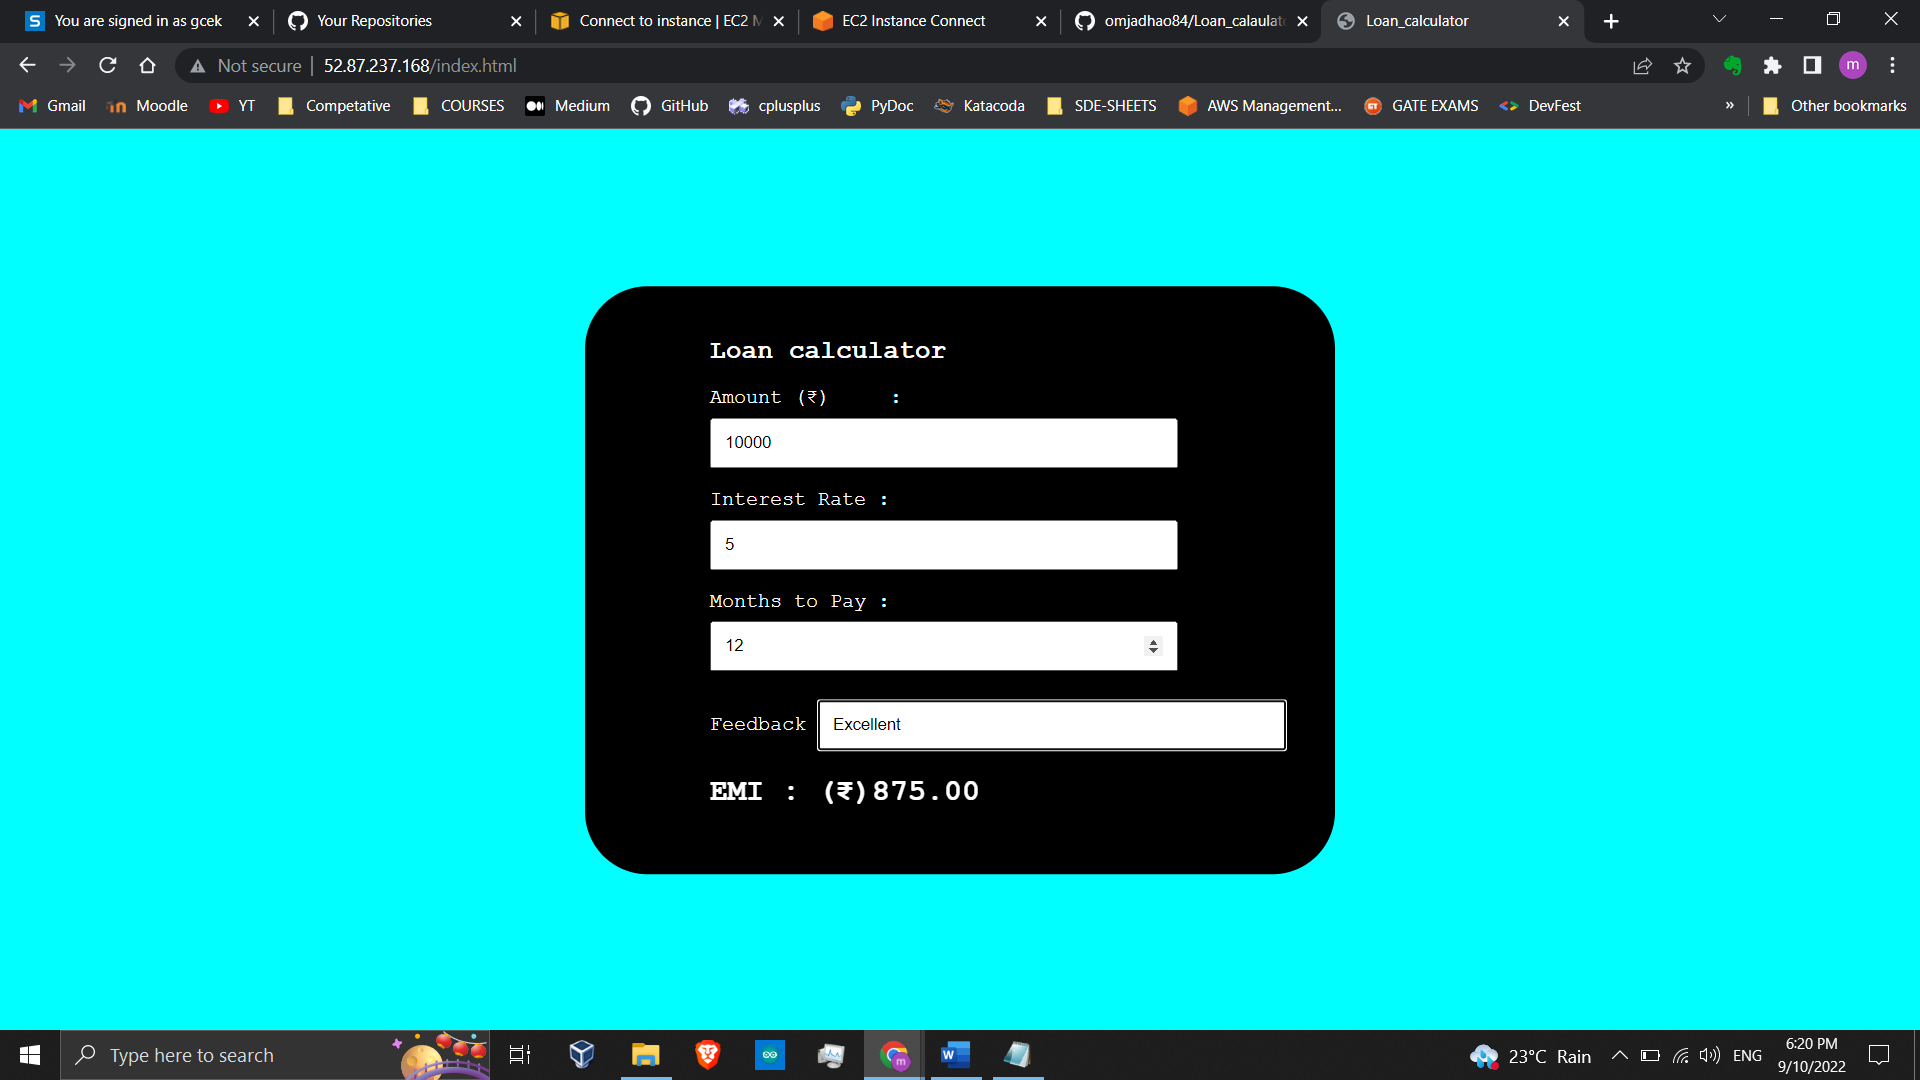 You are signed in as gcek
Your Repositories
Connect to instance | EC2 M
EC2 Instance Connect
omjadhao84/Loan_calaulat
Loan_calculator
Not secure | 52.87.237.168/index.html
m
Gmail
Moodle
YT
Competative
COURSES
Medium
GitHub
cplusplus
PyDoc
Katacoda
SDE-SHEETS
AWS Management...
GATE EXAMS
DevFest
»
Other bookmarks
Loan calculator
Amount (₹) :
10000
Interest Rate :
5
Months to Pay :
12
Feedback Excellent
EMI : (₹)875.00
Type here to search
23°C Rain
ENG
6:20 PM
9/10/2022